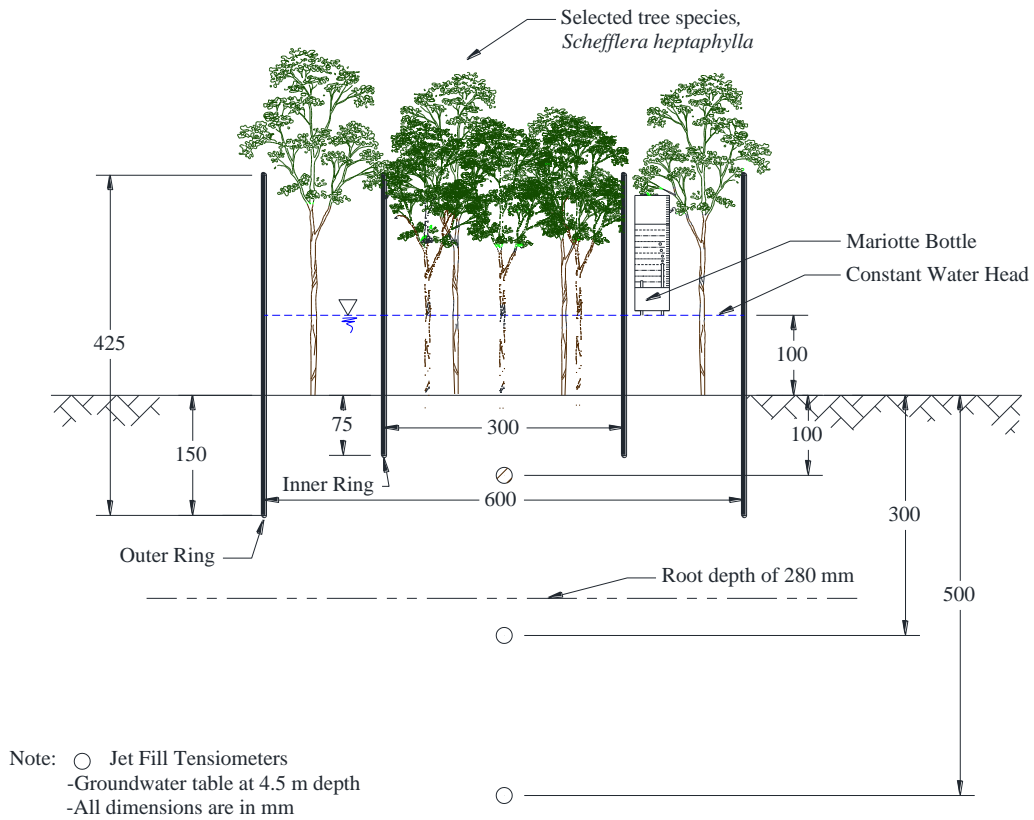 Selected tree species,
Schefflera heptaphylla
Mariotte Bottle
Constant Water Head
425
100
75
300
100
150
Inner Ring
600
300
Outer Ring
Root depth of 280 mm
500
Note: ○ Jet Fill Tensiometers
-Groundwater table at 4.5 m depth
-All dimensions are in mm